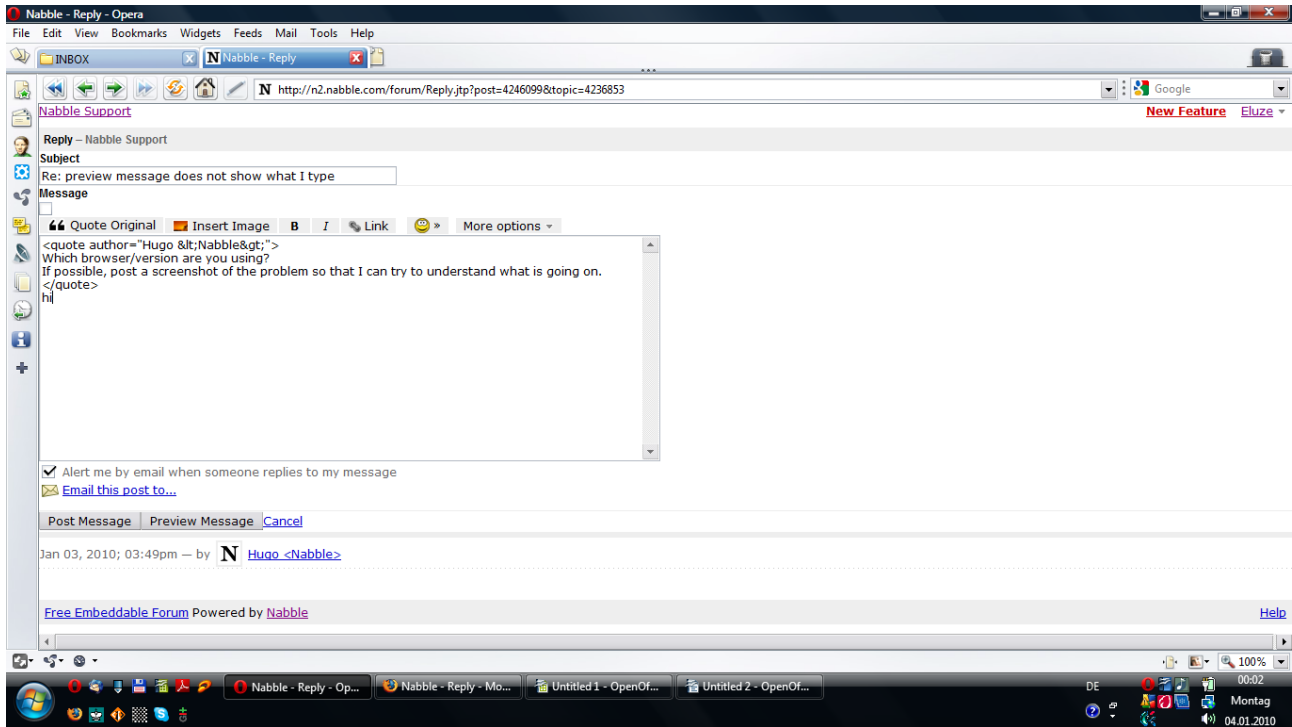 Nabble - Reply - Opera
File Edit View Bookmarks Widgets Feeds Mail Tools Help
INBOX N Nabble - Reply
N http://n2.nabble.com/forum/Reply.jtp?post=4246099&topic=4236853 Google
Nabble Support New Feature Eluze
Reply – Nabble Support
Subject
Re: preview message does not show what I type
Message
Quote Original Insert Image B I Link » More options
<quote author="Hugo &lt;Nabble&gt;">
Which browser/version are you using?
If possible, post a screenshot of the problem so that I can try to understand what is going on.
</quote>
hi
Alert me by email when someone replies to my message
Email this post to...
Post Message Preview Message Cancel
Jan 03, 2010; 03:49pm — by N Hugo <Nabble>
Free Embeddable Forum Powered by Nabble Help
100%
Nabble - Reply - Op... Nabble - Reply - Mo... Untitled 1 - OpenOf... Untitled 2 - OpenOf... DE 00:02
Montag
04.01.2010